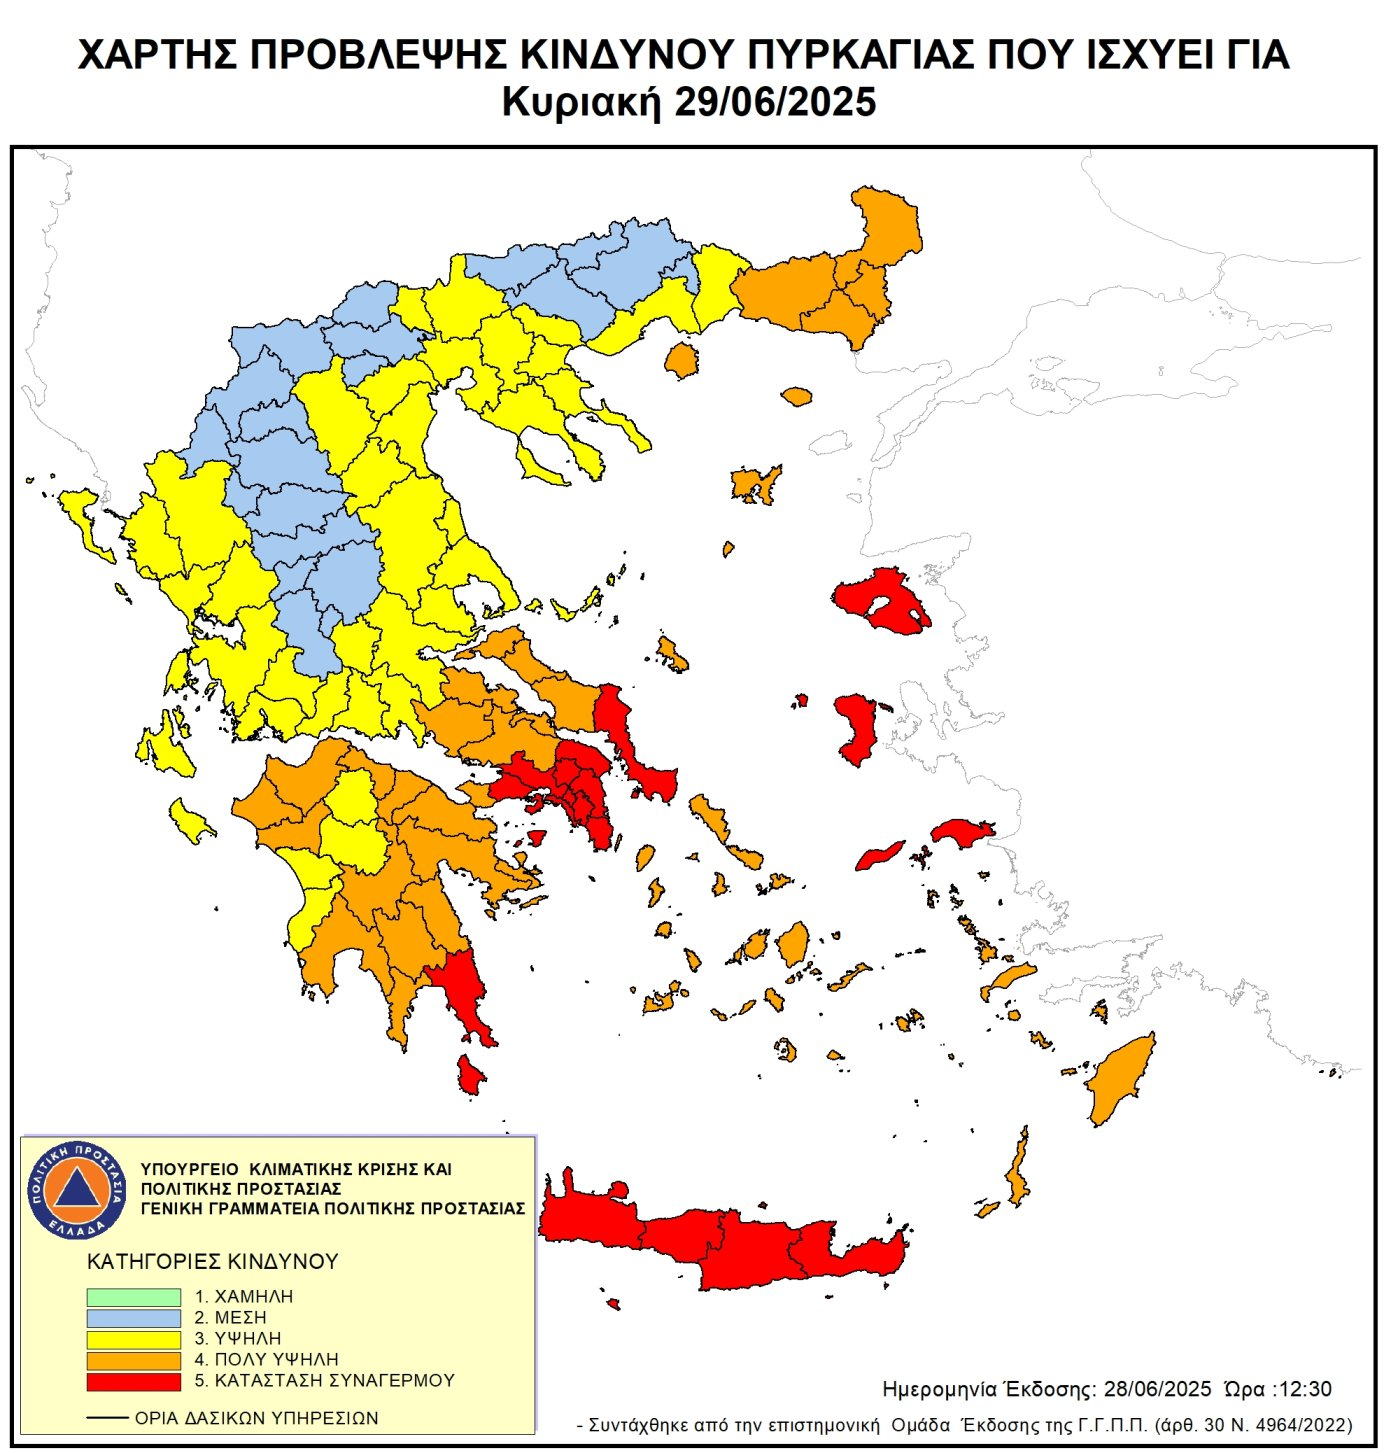 ΧΑΡΤΗΣ ΠΡΟΒΛΕΨΗΣ ΚΙΝΔΥΝΟΥ ΠΥΡΚΑΓΙΑΣ ΠΟΥ ΙΣΧΥΕΙ ΓΙΑ
Κυριακή 29/06/2025
ΠΟΛΙΤΙΚΗ ΠΡΟΣΤΑΣΙΑ
ΕΛΛΑΔΑ
ΥΠΟΥΡΓΕΙΟ ΚΛΙΜΑΤΙΚΗΣ ΚΡΙΣΗΣ ΚΑΙ
ΠΟΛΙΤΙΚΗΣ ΠΡΟΣΤΑΣΙΑΣ
ΓΕΝΙΚΗ ΓΡΑΜΜΑΤΕΙΑ ΠΟΛΙΤΙΚΗΣ ΠΡΟΣΤΑΣΙΑΣ
ΚΑΤΗΓΟΡΙΕΣ ΚΙΝΔΥΝΟΥ
1. ΧΑΜΗΛΗ
2. ΜΕΣΗ
3. ΥΨΗΛΗ
4. ΠΟΛΥ ΥΨΗΛΗ
5. ΚΑΤΑΣΤΑΣΗ ΣΥΝΑΓΕΡΜΟΥ
ΟΡΙΑ ΔΑΣΙΚΩΝ ΥΠΗΡΕΣΙΩΝ
Ημερομηνία Έκδοσης: 28/06/2025 Ώρα :12:30
- Συντάχθηκε από την επιστημονική Ομάδα Έκδοσης της Γ.Γ.Π.Π. (άρθ. 30 Ν. 4964/2022)